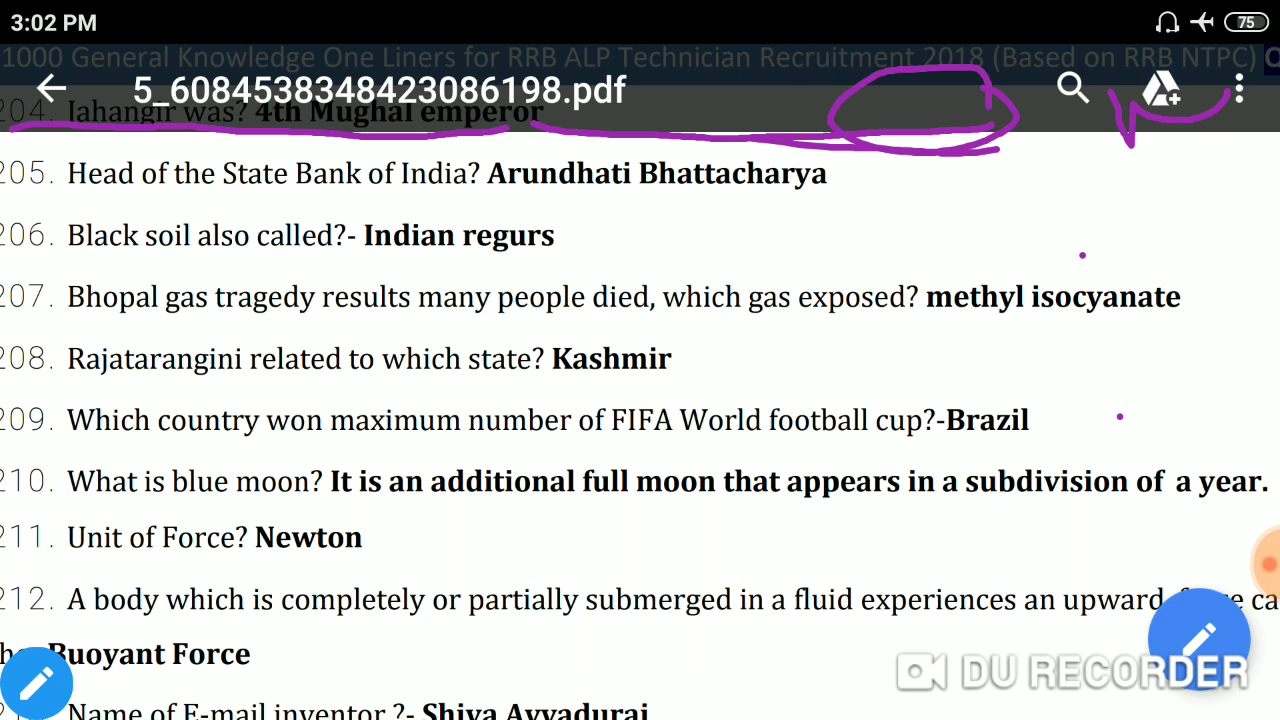 3:02 PM
75
1000 General Knowledge One Liners for RRB ALP Technician Recruitment 2018 (Based on RRB NTPC)
5_6084538348423086198.pdf
204. Jahangir was? 4th Mughal emperor
205. Head of the State Bank of India? Arundhati Bhattacharya
206. Black soil also called?- Indian regurs
207. Bhopal gas tragedy results many people died, which gas exposed? methyl isocyanate
208. Rajatarangini related to which state? Kashmir
209. Which country won maximum number of FIFA World football cup?-Brazil
210. What is blue moon? It is an additional full moon that appears in a subdivision of a year.
211. Unit of Force? Newton
212. A body which is completely or partially submerged in a fluid experiences an upward
Buoyant Force
DU RECORDER
Name of E-mail inventor ?- Shiva Ayyadurai